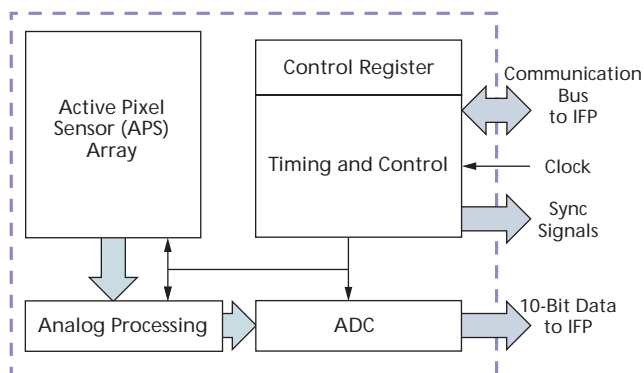 Active Pixel
Sensor (APS)
Array
Control Register
Timing and Control
Communication
Bus
to IFP
Clock
Sync
Signals
Analog Processing
ADC
10-Bit Data
to IFP